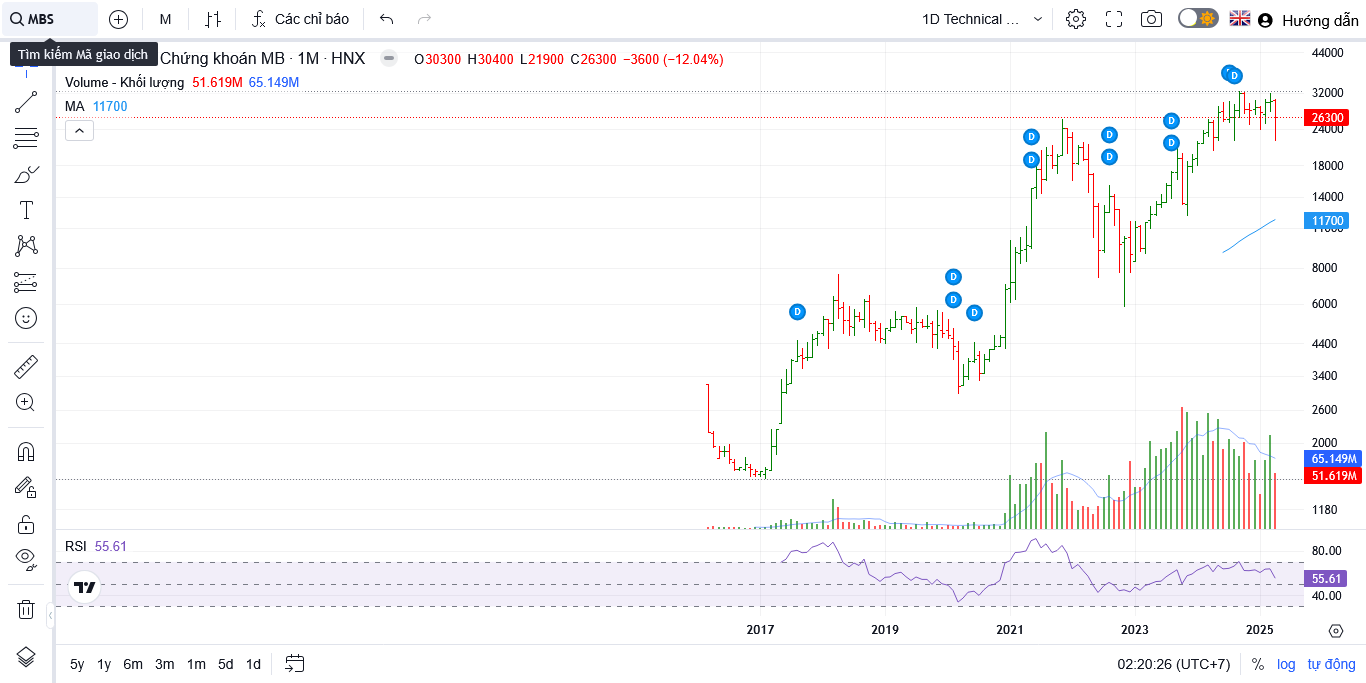 MBS M Các chỉ báo 1D Technical ... Hướng dẫn
Tìm kiếm Mã giao dịch
Chứng khoán MB · 1M · HNX O30300 H30400 L21900 C26300 −3600 (−12.04%)
Volume - Khối lượng 51.619M 65.149M
MA 11700
44000
32000
26300
24000
18000
14000
11700
11000
8000
6000
4400
3400
2600
2000
65.149M
51.619M
1180
D D D D D D D D D D D
RSI 55.61
80.00
55.61
40.00
2017 2019 2021 2023 2025
5y 1y 6m 3m 1m 5d 1d 02:20:26 (UTC+7) % log tự động